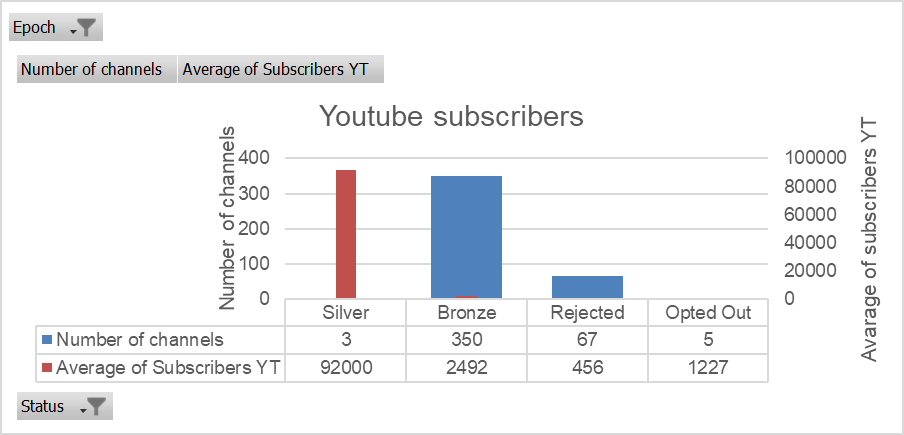 Epoch
Number of channels Average of Subscribers YT
Youtube subscribers
Number of channels
400
300
200
100
0
100000
80000
60000
40000
20000
0
Avarage of subscribers YT
Silver Bronze Rejected Opted Out
Number of channels 3 350 67 5
Average of Subscribers YT 92000 2492 456 1227
Status